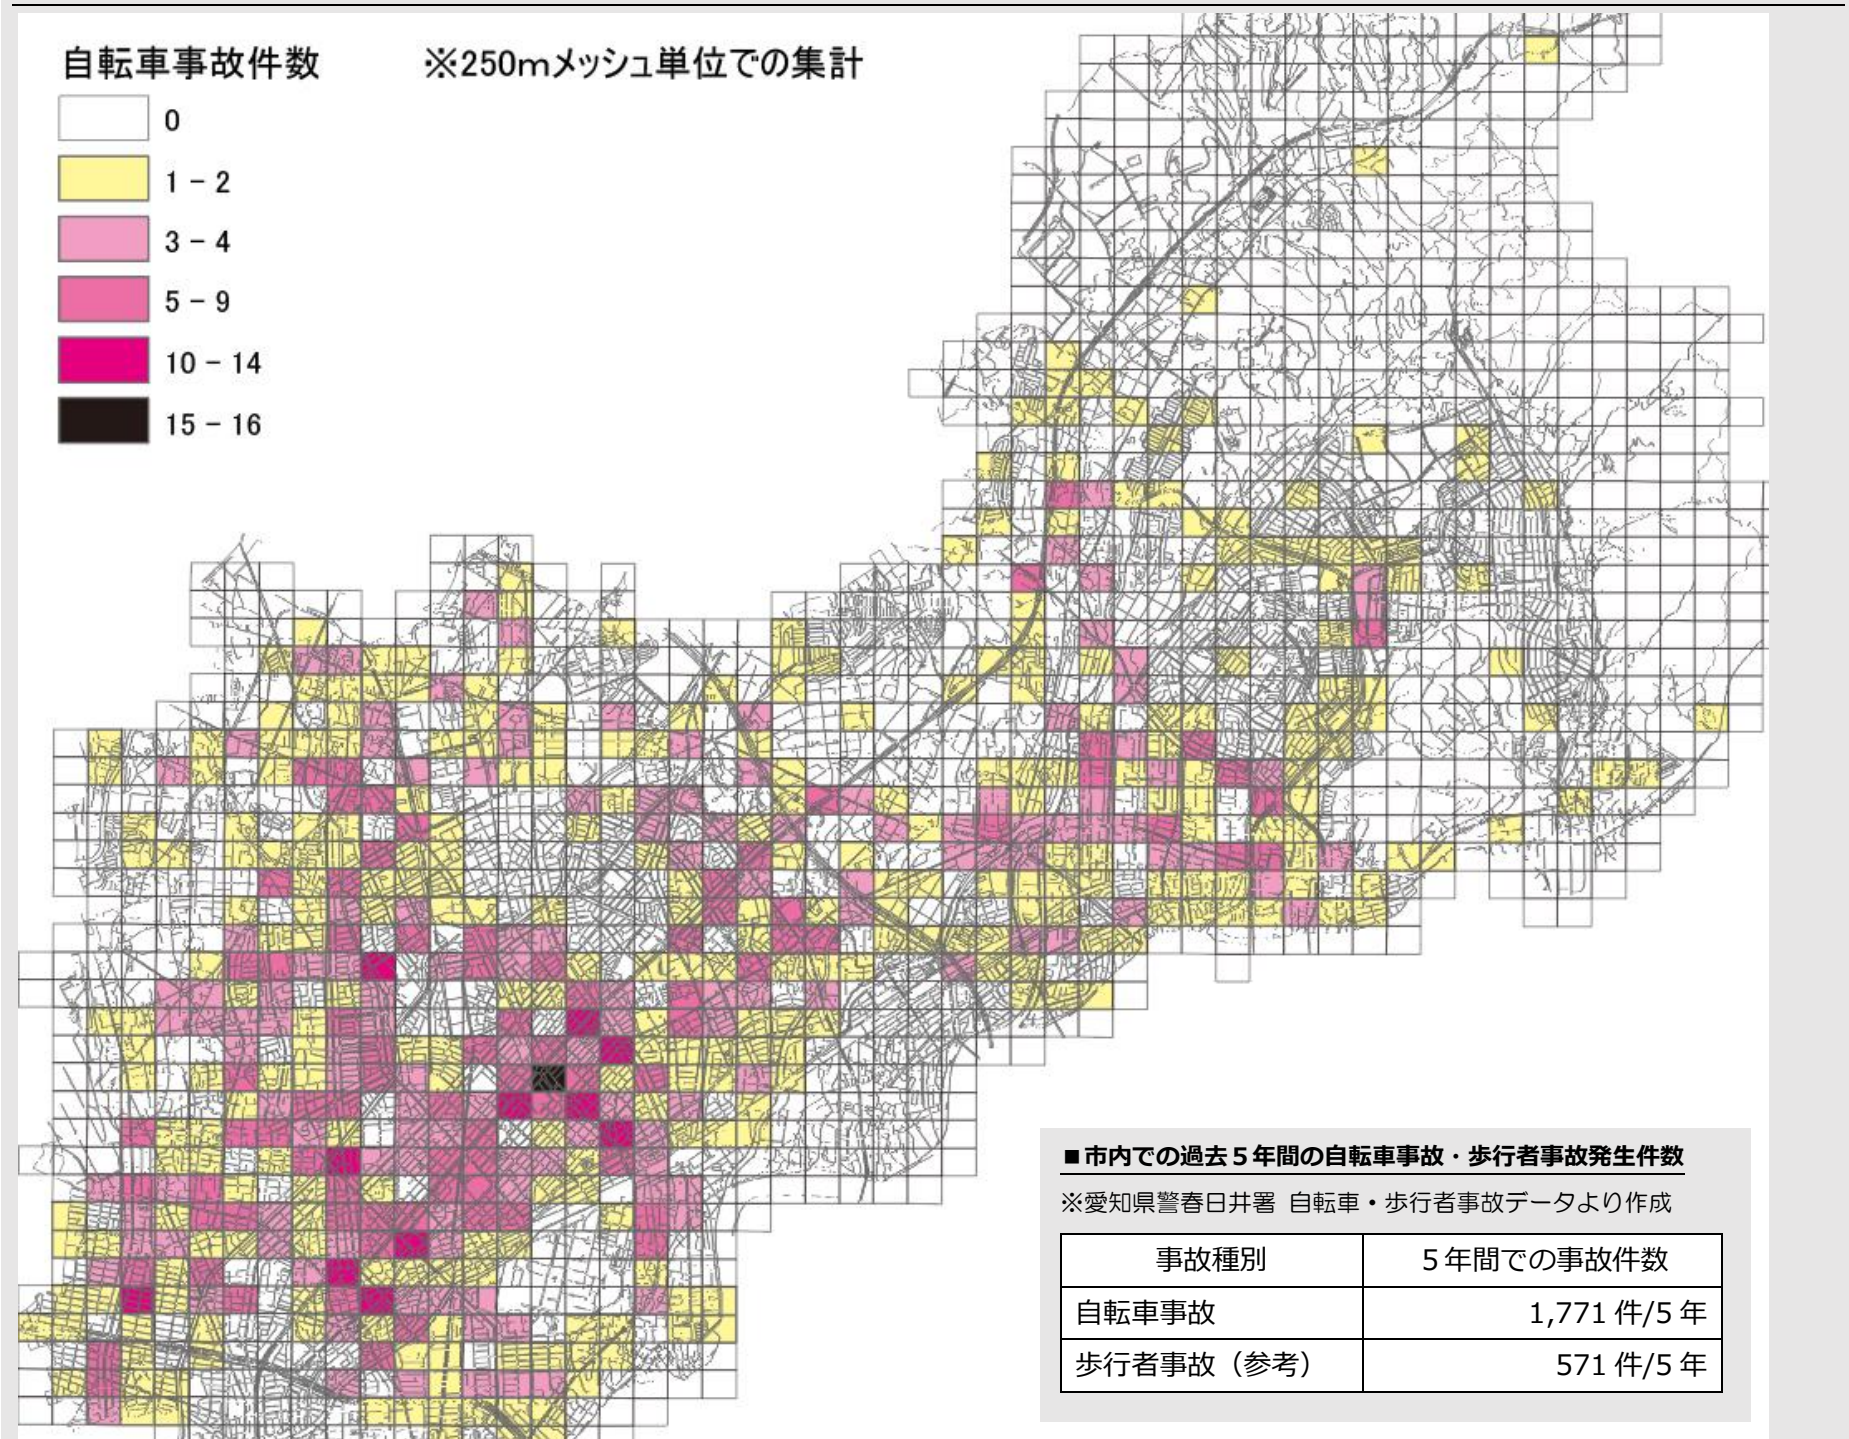 自転車事故件数 ※250mメッシュ単位での集計
0
1 - 2
3 - 4
5 - 9
10 - 14
15 - 16
■市内での過去5年間の自転車事故・歩行者事故発生件数
※愛知県警春日井署 自転車・歩行者事故データより作成
事故種別 5年間での事故件数
自転車事故 1,771 件/5 年
歩行者事故（参考） 571 件/5 年